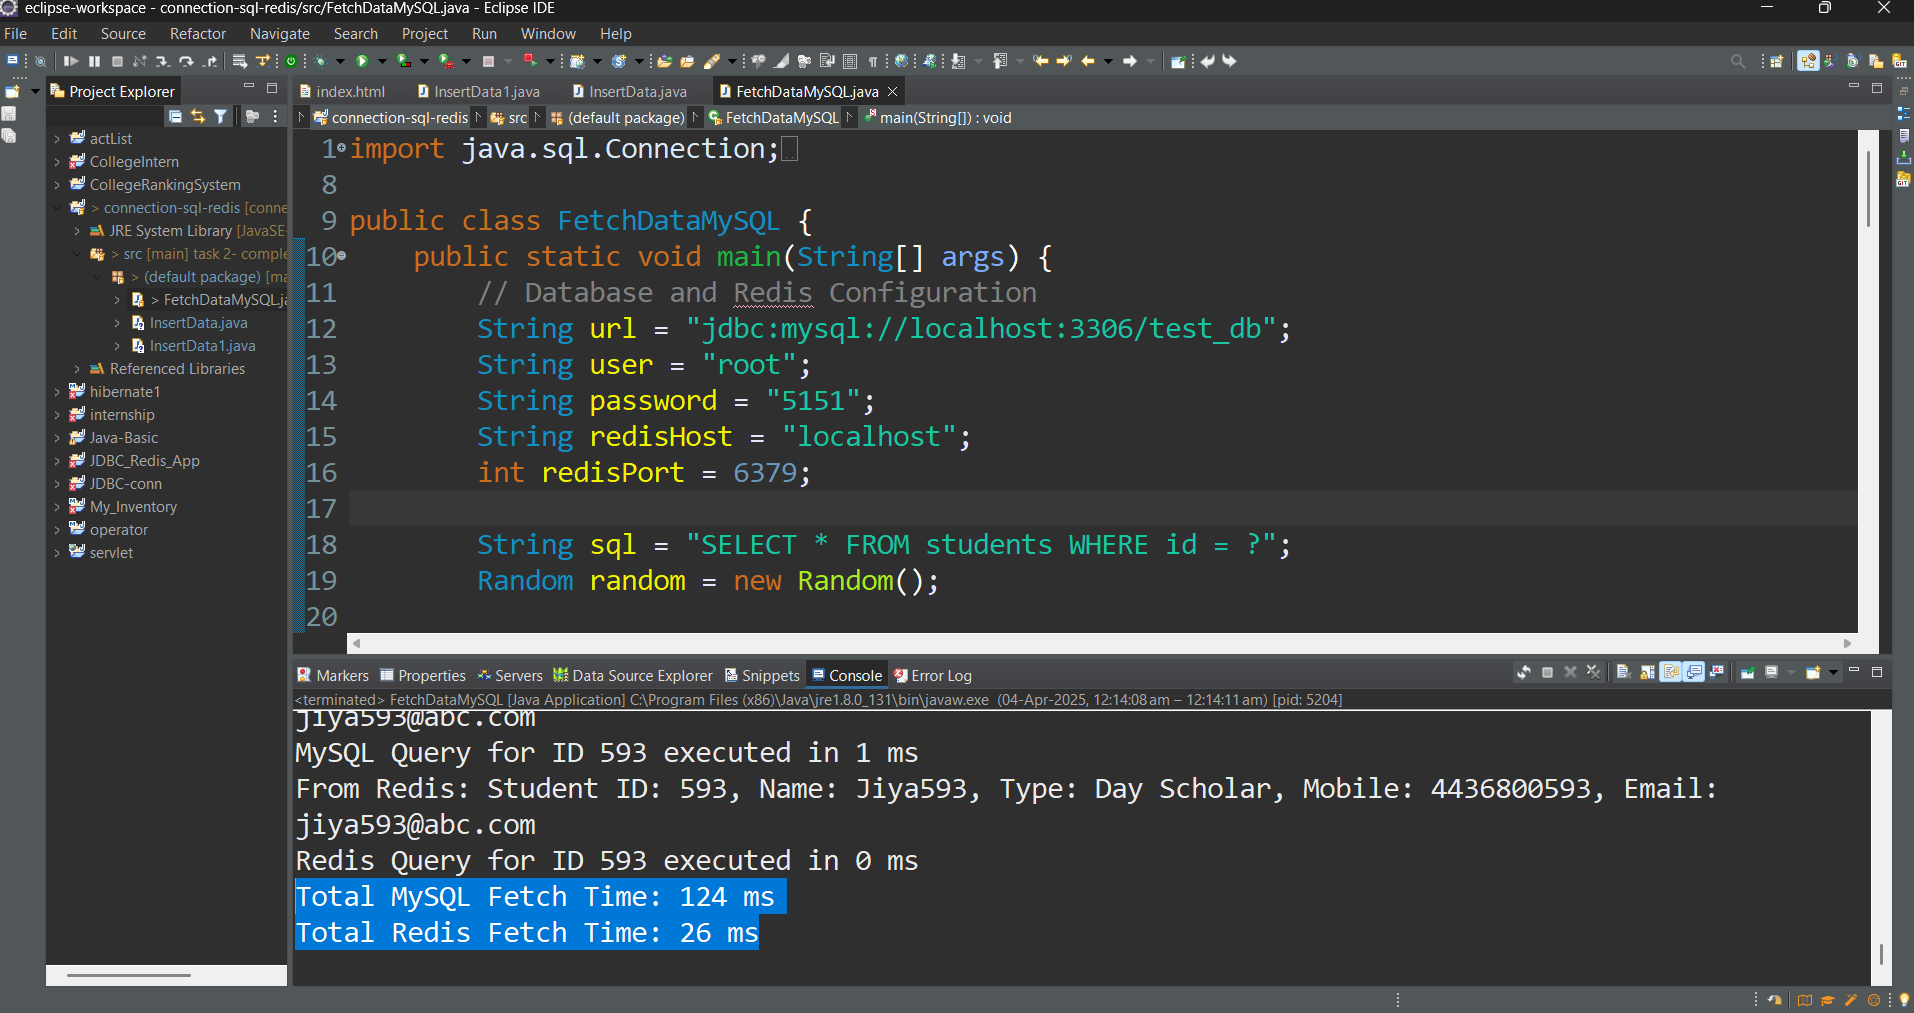 eclipse-workspace - connection-sql-redis/src/FetchDataMySQL.java - Eclipse IDE
File Edit Source Refactor Navigate Search Project Run Window Help
Project Explorer
actList
CollegeIntern
CollegeRankingSystem
> connection-sql-redis [conne
JRE System Library [JavaSE-
> src [main] task 2- comple
> (default package) [ma
> FetchDataMySQL.ja
InsertData.java
InsertData1.java
Referenced Libraries
hibernate1
internship
Java-Basic
JDBC_Redis_App
JDBC-conn
My_Inventory
operator
servlet
index.html InsertData1.java InsertData.java FetchDataMySQL.java
connection-sql-redis src (default package) FetchDataMySQL main(String[]) : void
1 import java.sql.Connection;
8
9 public class FetchDataMySQL {
10 public static void main(String[] args) {
11 // Database and Redis Configuration
12 String url = "jdbc:mysql://localhost:3306/test_db";
13 String user = "root";
14 String password = "5151";
15 String redisHost = "localhost";
16 int redisPort = 6379;
17
18 String sql = "SELECT * FROM students WHERE id = ?";
19 Random random = new Random();
20
Markers Properties Servers Data Source Explorer Snippets Console Error Log
<terminated> FetchDataMySQL [Java Application] C:\Program Files (x86)\Java\jre1.8.0_131\bin\javaw.exe (04-Apr-2025, 12:14:08 am – 12:14:11 am) [pid: 5204]
jiya593@abc.com
MySQL Query for ID 593 executed in 1 ms
From Redis: Student ID: 593, Name: Jiya593, Type: Day Scholar, Mobile: 4436800593, Email:
jiya593@abc.com
Redis Query for ID 593 executed in 0 ms
Total MySQL Fetch Time: 124 ms
Total Redis Fetch Time: 26 ms